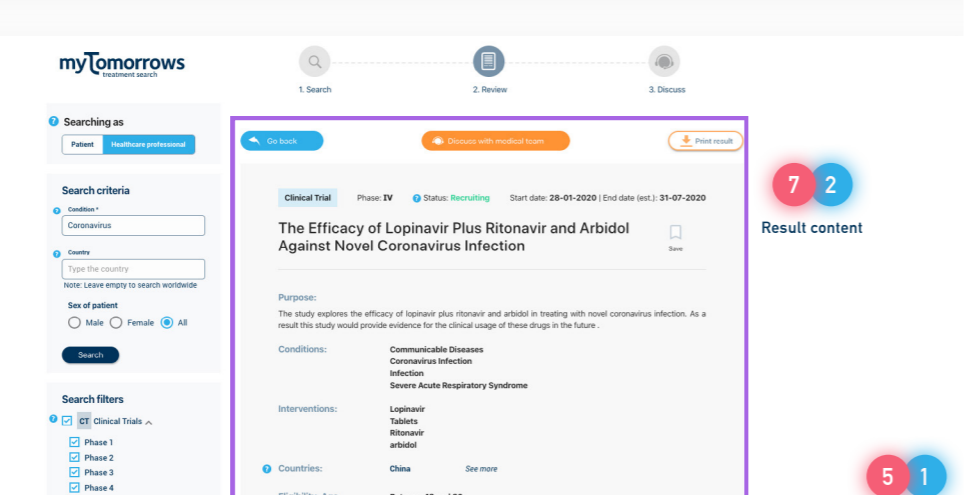 myTomorrows
treatment search
1. Search
2. Review
3. Discuss
? Searching as
Patient Healthcare professional
Search criteria
? Condition *
Coronavirus
? Country
Type the country
Note: Leave empty to search worldwide
Sex of patient
Male Female All
Search
Search filters
? CT Clinical Trials
Phase 1
Phase 2
Phase 3
Phase 4
Go back
Discuss with medical team
Print result
Clinical Trial Phase: IV ? Status: Recruiting Start date: 28-01-2020 | End date (est.): 31-07-2020
The Efficacy of Lopinavir Plus Ritonavir and Arbidol
Against Novel Coronavirus Infection
Save
Purpose:
The study explores the efficacy of lopinavir plus ritonavir and arbidol in treating with novel coronavirus infection. As a
result this study would provide evidence for the clinical usage of these drugs in the future .
Conditions: Communicable Diseases
Coronavirus Infection
Infection
Severe Acute Respiratory Syndrome
Interventions: Lopinavir
Tablets
Ritonavir
arbidol
? Countries: China See more
7 2
Result content
5 1